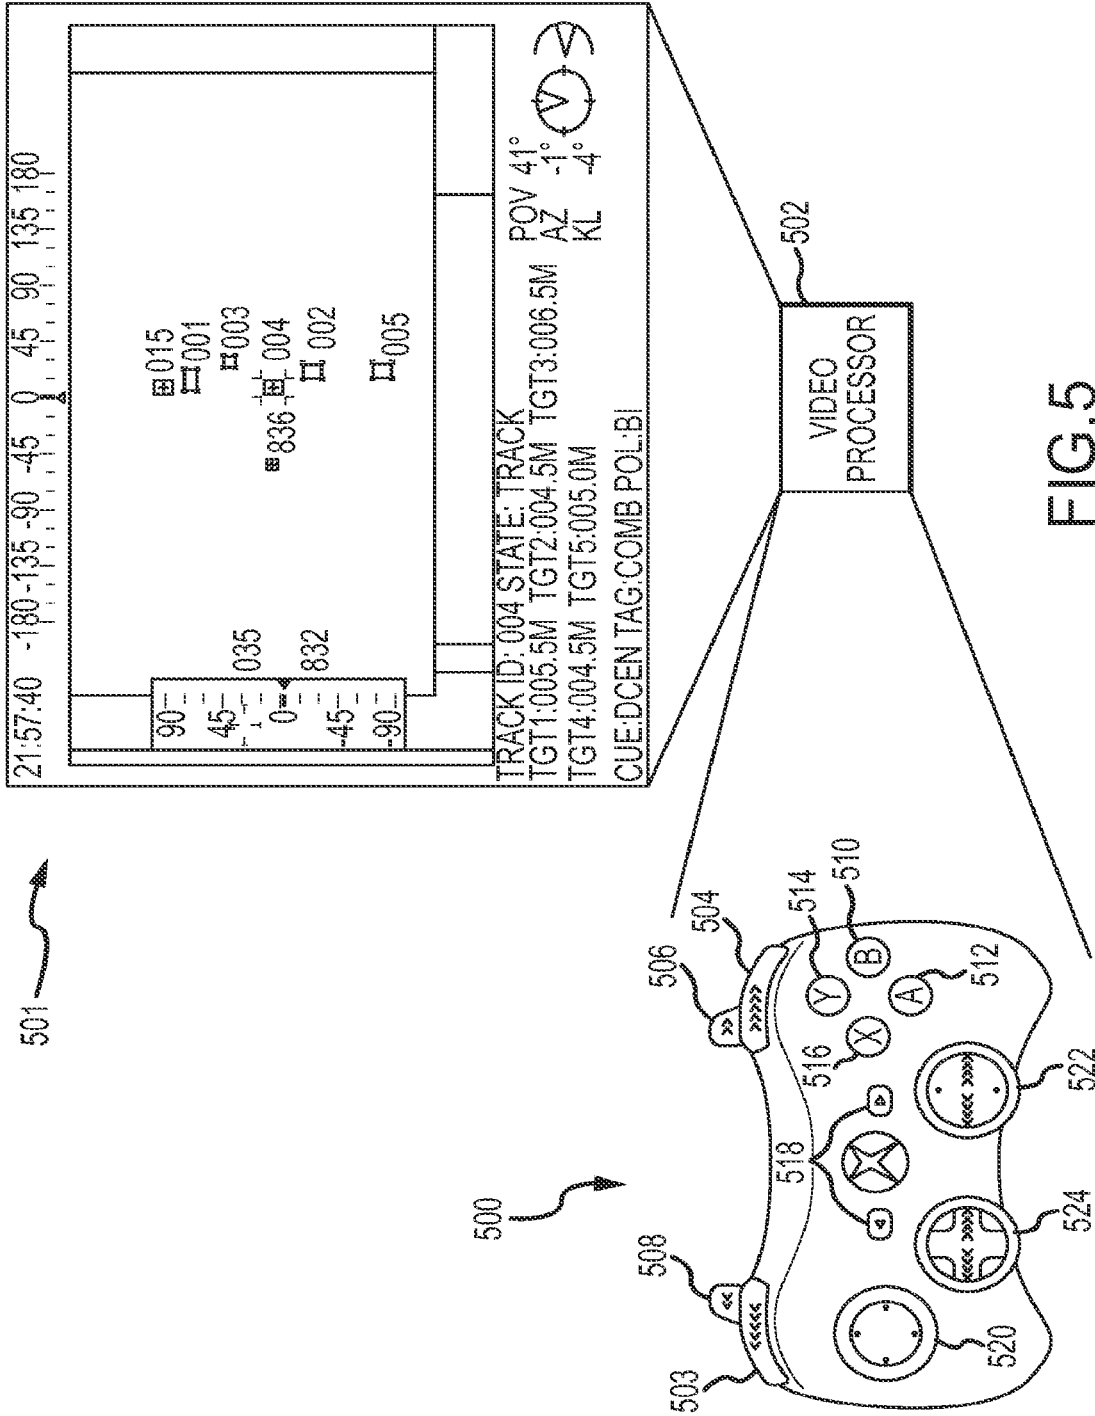 501
21:57:40 -180 -135 -90 -45 0 45 90 135 180
90
45
0
-45
-90
035
832
015
001
003
836
004
002
005
TRACK ID: 004 STATE: TRACK
TGT1:005.5M TGT2:004.5M TGT3:006.5M
TGT4:004.5M TGT5:005.0M
CUE:DCEN TAG:COMB POL:BI
POV 41°
AZ -1°
KL -4°
V
502
VIDEO
PROCESSOR
500
503
508
506
504
514
510
512
516
518
520
524
522
Y
B
X
A
FIG.5